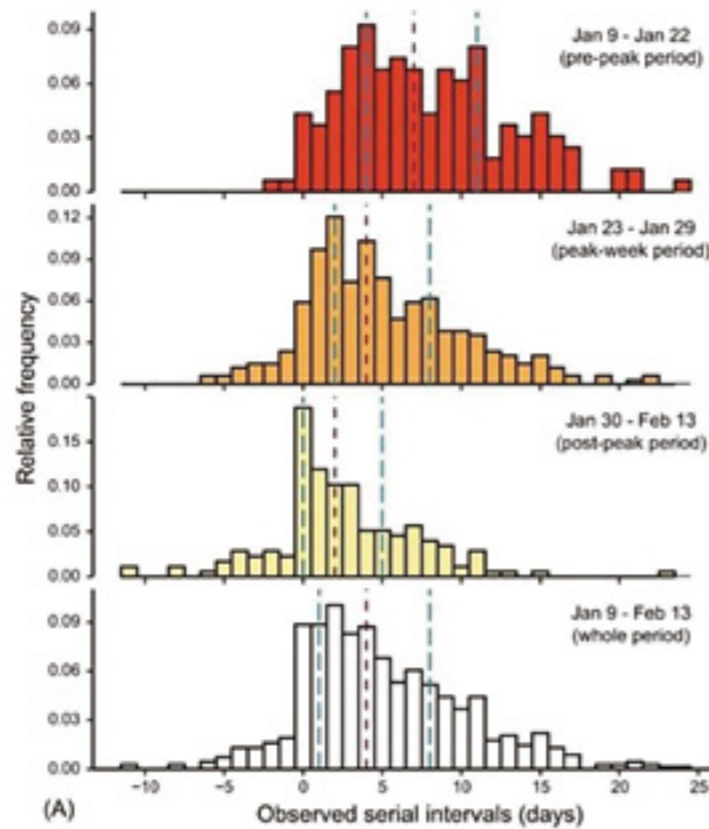 Relative frequency
0.09
0.06
0.03
0.00
Jan 9 - Jan 22
(pre-peak period)
0.12
0.09
0.06
0.03
0.00
Jan 23 - Jan 29
(peak-week period)
0.15
0.10
0.05
0.00
Jan 30 - Feb 13
(post-peak period)
0.09
0.06
0.03
0.00
Jan 9 - Feb 13
(whole period)
−10 −5 0 5 10 15 20 25
(A) Observed serial intervals (days)